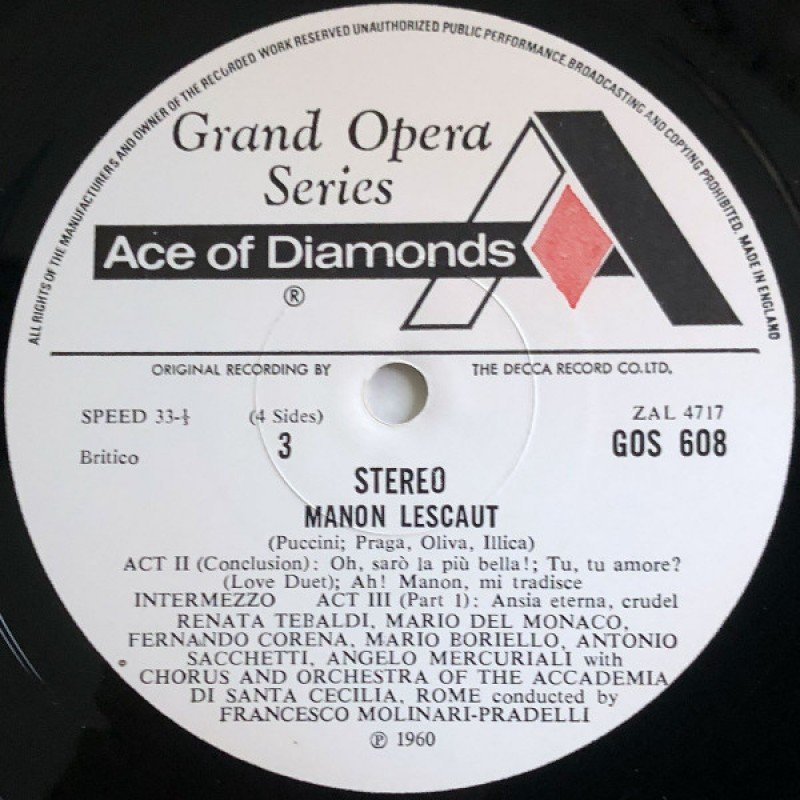 ALL RIGHTS OF THE MANUFACTURERS AND OWNER OF THE RECORDED WORK RESERVED UNAUTHORIZED PUBLIC PERFORMANCE, BROADCASTING AND COPYING PROHIBITED. MADE IN ENGLAND
Grand Opera
Series
Ace of Diamonds
®
ORIGINAL RECORDING BY THE DECCA RECORD CO. LTD.
SPEED 33-⅓ (4 Sides) ZAL 4717
Britico 3 GOS 608
STEREO
MANON LESCAUT
(Puccini; Praga, Oliva, Illica)
ACT II (Conclusion): Oh, sarò la più bella!; Tu, tu amore?
(Love Duet); Ah! Manon, mi tradisce
INTERMEZZO ACT III (Part 1): Ansia eterna, crudel
RENATA TEBALDI, MARIO DEL MONACO,
FERNANDO CORENA, MARIO BORIELLO, ANTONIO
SACCHETTI, ANGELO MERCURIALI with
CHORUS AND ORCHESTRA OF THE ACCADEMIA
DI SANTA CECILIA, ROME conducted by
FRANCESCO MOLINARI-PRADELLI
℗ 1960